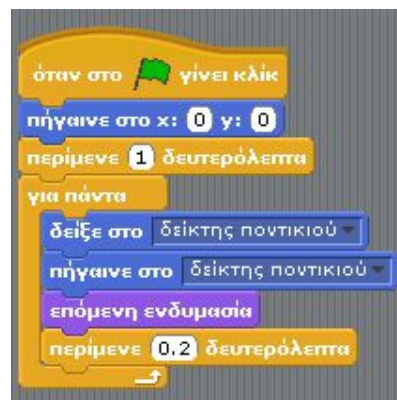 όταν στο γίνει κλίκ
πήγαινε στο x: 0 y: 0
περίμενε 1 δευτερόλεπτα
για πάντα
δείξε στο δείκτης ποντικιού
πήγαινε στο δείκτης ποντικιού
επόμενη ενδυμασία
περίμενε 0.2 δευτερόλεπτα